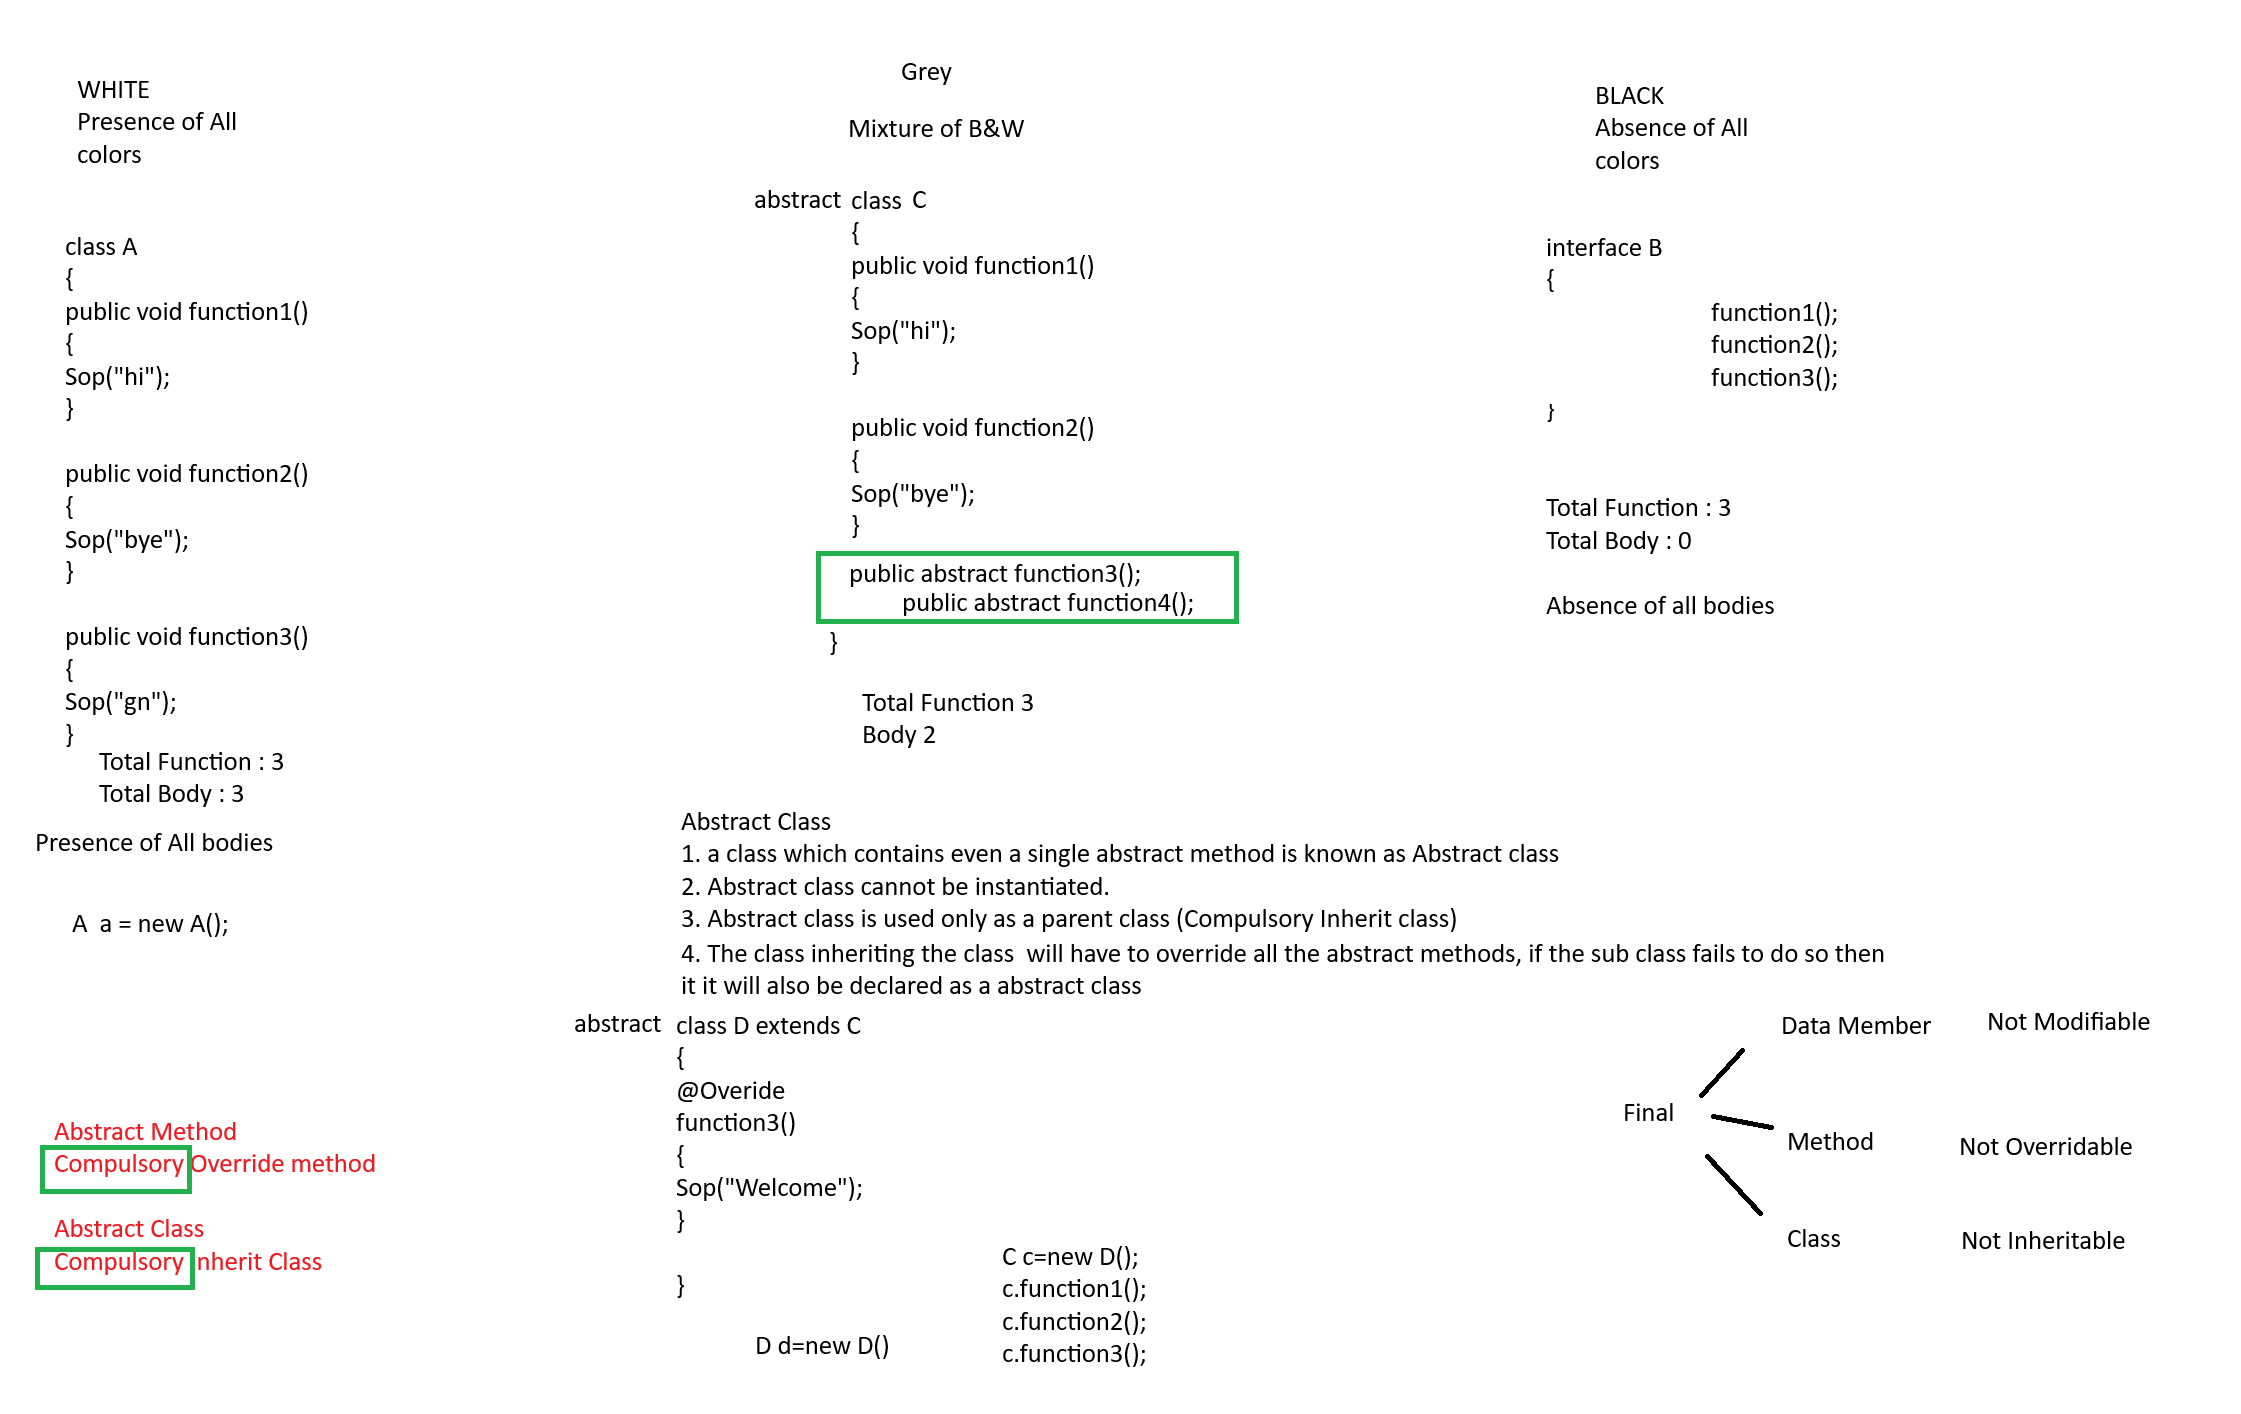 WHITE
Presence of All
colors
class A
{
public void function1()
{
Sop("hi");
}
public void function2()
{
Sop("bye");
}
public void function3()
{
Sop("gn");
}
Total Function : 3
Total Body : 3
Presence of All bodies
A  a = new A();
Abstract Method
Compulsory Override method
Abstract Class
Compulsory nherit Class
Grey
Mixture of B&W
abstract class C
{
public void function1()
{
Sop("hi");
}
public void function2()
{
Sop("bye");
}
public abstract function3();
public abstract function4();
}
Total Function 3
Body 2
Abstract Class
1. a class which contains even a single abstract method is known as Abstract class
2. Abstract class cannot be instantiated.
3. Abstract class is used only as a parent class (Compulsory Inherit class)
4. The class inheriting the class  will have to override all the abstract methods, if the sub class fails to do so then
it it will also be declared as a abstract class
abstract class D extends C
{
@Overide
function3()
{
Sop("Welcome");
}
}
D d=new D()
C c=new D();
c.function1();
c.function2();
c.function3();
BLACK
Absence of All
colors
interface B
{
function1();
function2();
function3();
}
Total Function : 3
Total Body : 0
Absence of all bodies
Final
Data Member Not Modifiable
Method Not Overridable
Class Not Inheritable